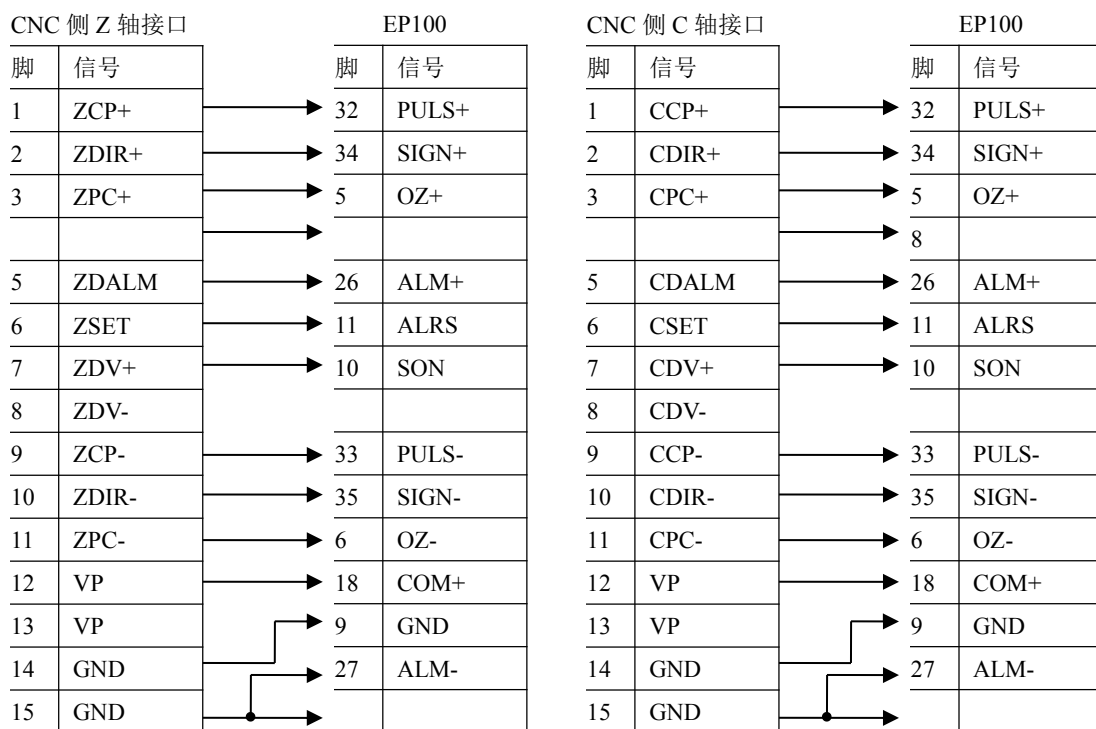 CNC 侧 Z 轴接口 EP100 CNC 侧 C 轴接口 EP100
脚 信号 脚 信号 脚 信号 脚 信号
1 ZCP+ 32 PULS+ 1 CCP+ 32 PULS+
2 ZDIR+ 34 SIGN+ 2 CDIR+ 34 SIGN+
3 ZPC+ 5 OZ+ 3 CPC+ 5 OZ+
8
5 ZDALM 26 ALM+ 5 CDALM 26 ALM+
6 ZSET 11 ALRS 6 CSET 11 ALRS
7 ZDV+ 10 SON 7 CDV+ 10 SON
8 ZDV- 8 CDV-
9 ZCP- 33 PULS- 9 CCP- 33 PULS-
10 ZDIR- 35 SIGN- 10 CDIR- 35 SIGN-
11 ZPC- 6 OZ- 11 CPC- 6 OZ-
12 VP 18 COM+ 12 VP 18 COM+
13 VP 9 GND 13 VP 9 GND
14 GND 27 ALM- 14 GND 27 ALM-
15 GND 15 GND